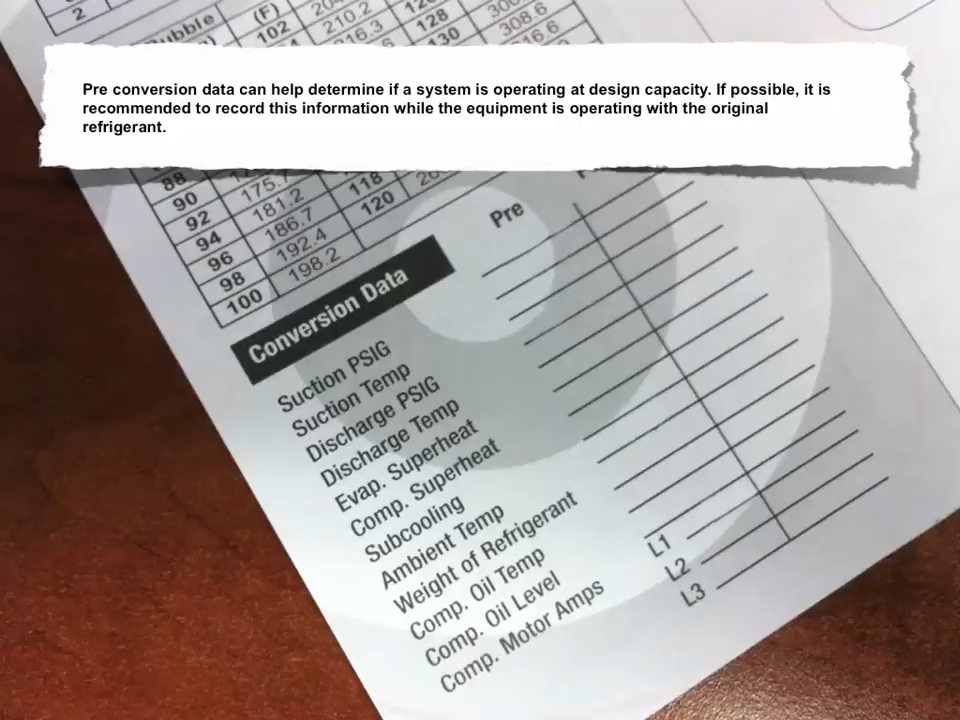 2
(F)
102
210.2
128
130
308.6
Pre conversion data can help determine if a system is operating at design capacity. If possible, it is
recommended to record this information while the equipment is operating with the original
refrigerant.
88
90
175.
118
92
181.2
120
94
186.7
96
192.4
98
198.2
100
Pre
Conversion Data
Suction PSIG
Suction Temp
Discharge PSIG
Discharge Temp
Evap. Superheat
Comp. Superheat
Subcooling
Ambient Temp
Weight of Refrigerant
Comp. Oil Temp
Comp. Oil Level
Comp. Motor Amps
L1
L2
L3